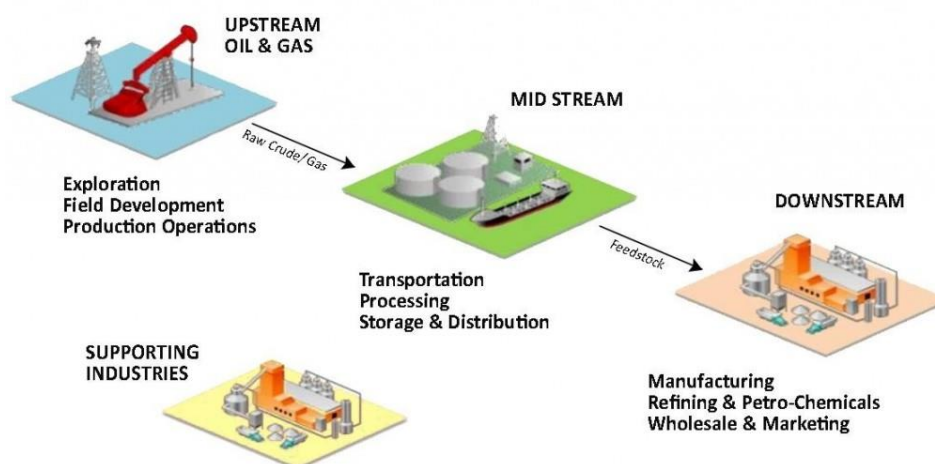 UPSTREAM
OIL & GAS
MID STREAM
Raw Crude/Gas
Exploration
Field Development
Production Operations
DOWNSTREAM
Feedstock
Transportation
Processing
Storage & Distribution
SUPPORTING
INDUSTRIES
Manufacturing
Refining & Petro-Chemicals
Wholesale & Marketing